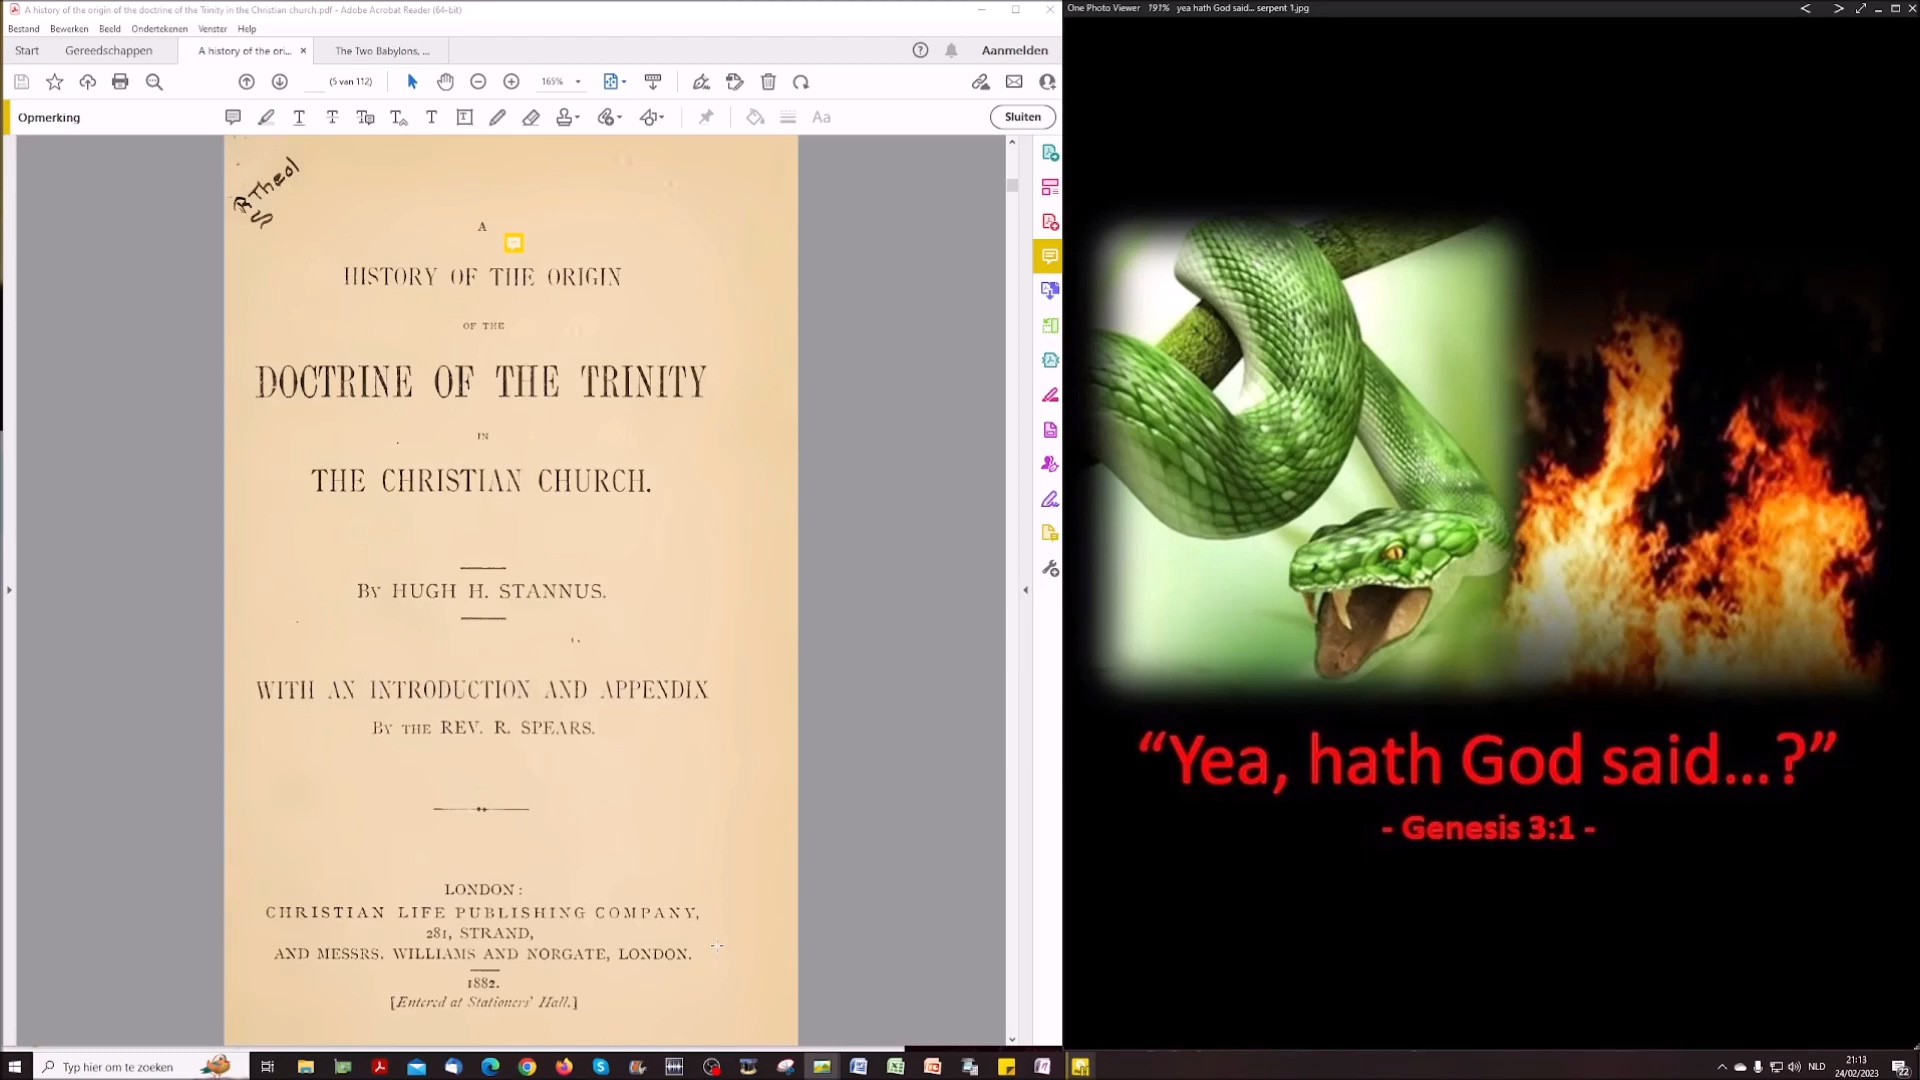 A history of the origin of the doctrine of the Trinity in the Christian church.pdf - Adobe Acrobat Reader (64-bit)
Bestand Bewerken Beeld Ondertekenen Venster Help
Start Gereedschappen A history of the ori... × The Two Babylons, ... Aanmelden
(5 van 112) 165%
Opmerking Aa Sluiten
R Theol
S
A
HISTORY OF THE ORIGIN
OF THE
DOCTRINE OF THE TRINITY
IN
THE CHRISTIAN CHURCH.
By HUGH H. STANNUS.
WITH AN INTRODUCTION AND APPENDIX
By the REV. R. SPEARS.
LONDON:
CHRISTIAN LIFE PUBLISHING COMPANY,
281, STRAND,
AND MESSRS. WILLIAMS AND NORGATE, LONDON.
1882.
[Entered at Stationers' Hall.]
One Photo Viewer 191% yea hath God said... serpent 1.jpg
“Yea, hath God said...?”
- Genesis 3:1 -
Typ hier om te zoeken
NLD
21:13
24/02/2023
22